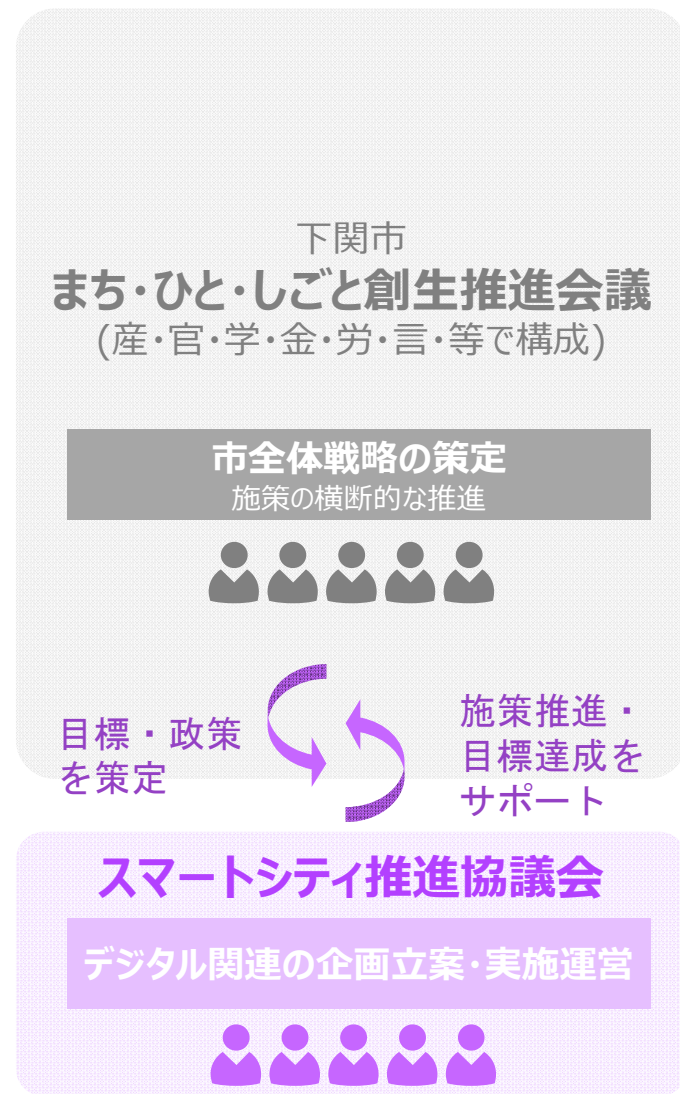 下関市
まち・ひと・しごと創生推進会議
(産・官・学・金・労・言・等で構成)
市全体戦略の策定
施策の横断的な推進
目標・政策
を策定
施策推進・
目標達成を
サポート
スマートシティ推進協議会
デジタル関連の企画立案・実施運営